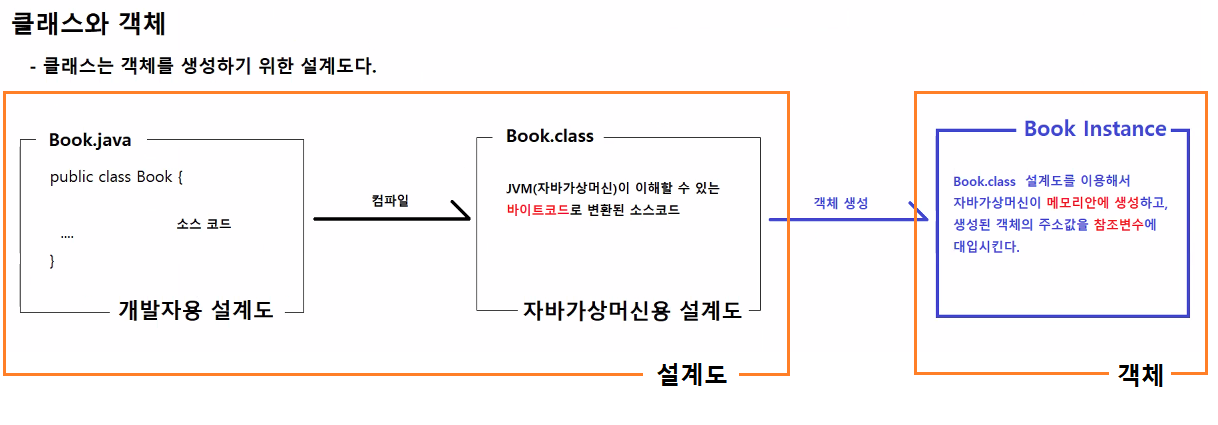 클래스와 객체
- 클래스는 객체를 생성하기 위한 설계도다.
Book.java
public class Book {
소스 코드
....
}
개발자용 설계도
컴파일
Book.class
JVM(자바가상머신)이 이해할 수 있는
바이트코드로 변환된 소스코드
자바가상머신용 설계도
설계도
객체 생성
Book Instance
Book.class 설계도를 이용해서
자바가상머신이 메모리안에 생성하고,
생성된 객체의 주소값을 참조변수에
대입시킨다.
객체